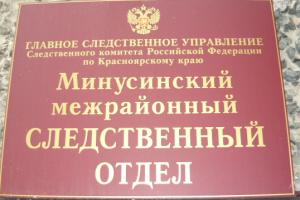 ГЛАВНОЕ СЛЕДСТВЕННОЕ УПРАВЛЕНИЕ
Следственного комитета Российской Федерации
по Красноярскому краю
Минусинский
межрайонный
СЛЕДСТВЕННЫЙ
ОТДЕЛ